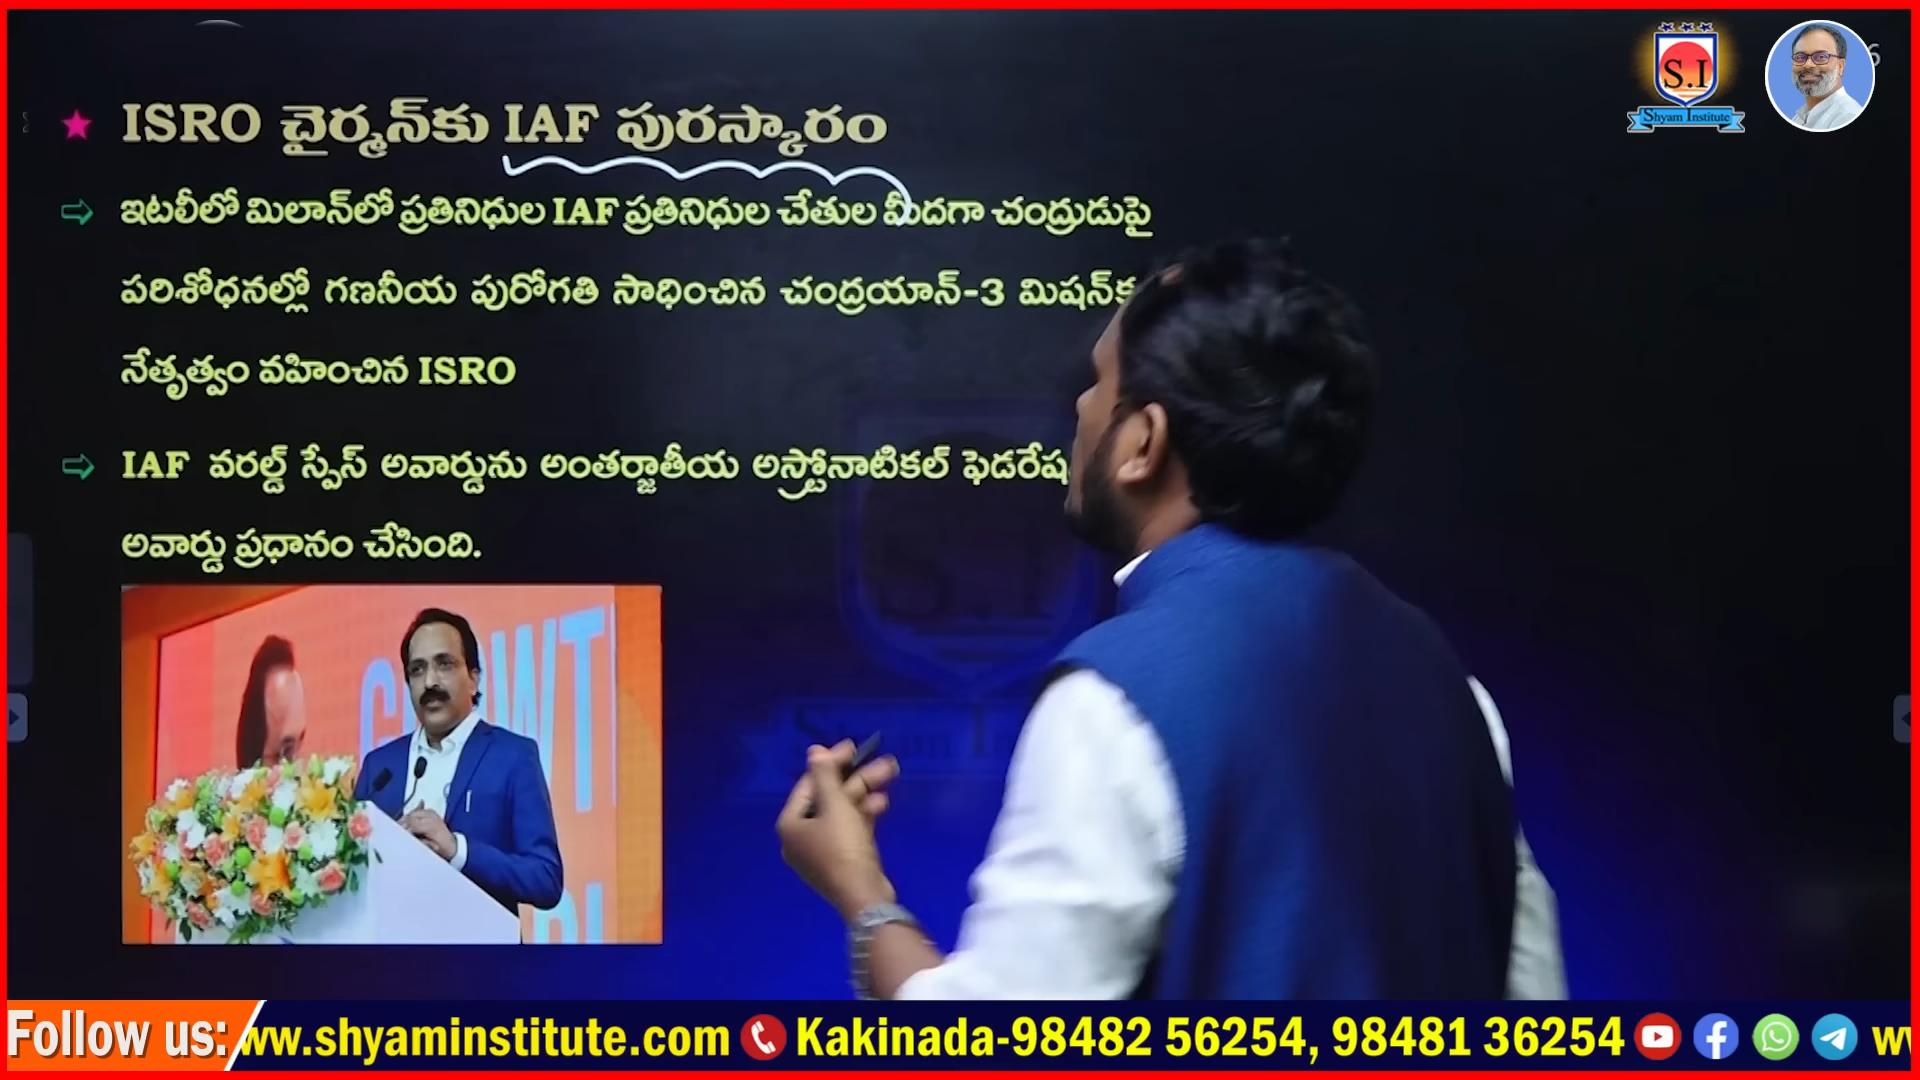 S.I
Shyam Institute
ISRO చైర్మన్‌కు IAF పురస్కారం
ఇటలీలో మిలాన్‌లో ప్రతినిధుల IAF ప్రతినిధుల చేతుల మీదగా చంద్రుడుపై
పరిశోధనల్లో గణనీయ పురోగతి సాధించిన చంద్రయాన్-3 మిషన్‌కు
నేతృత్వం వహించిన ISRO
IAF వరల్డ్ స్పేస్ అవార్డును అంతర్జాతీయ అస్ట్రోనాటికల్
అవార్డు ప్రధానం చేసింది.
S.I
Follow us:
ww.shyaminstitute.com Kakinada-98482 56254, 98481 36254